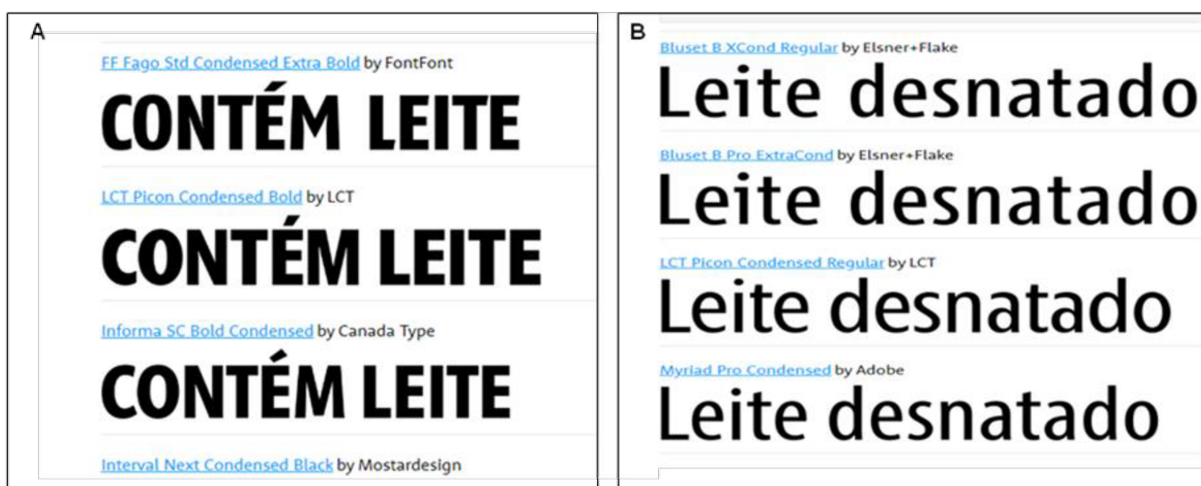 A
FF Fago Std Condensed Extra Bold by FontFont
CONTÉM LEITE
LCT Picon Condensed Bold by LCT
CONTÉM LEITE
Informa SC Bold Condensed by Canada Type
CONTÉM LEITE
Interval Next Condensed Black by Mostardesign
B
Bluset B XCond Regular by Elsner+Flake
Leite desnatado
Bluset B Pro ExtraCond by Elsner+Flake
Leite desnatado
LCT Picon Condensed Regular by LCT
Leite desnatado
Myriad Pro Condensed by Adobe
Leite desnatado